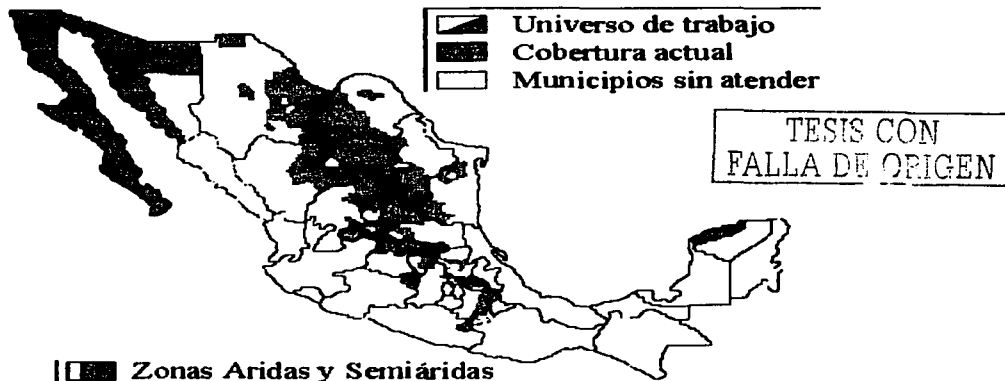 Universo de trabajo
Cobertura actual
Municipios sin atender
TESIS CON
FALLA DE ORIGEN
Zonas Aridas y Semiáridas